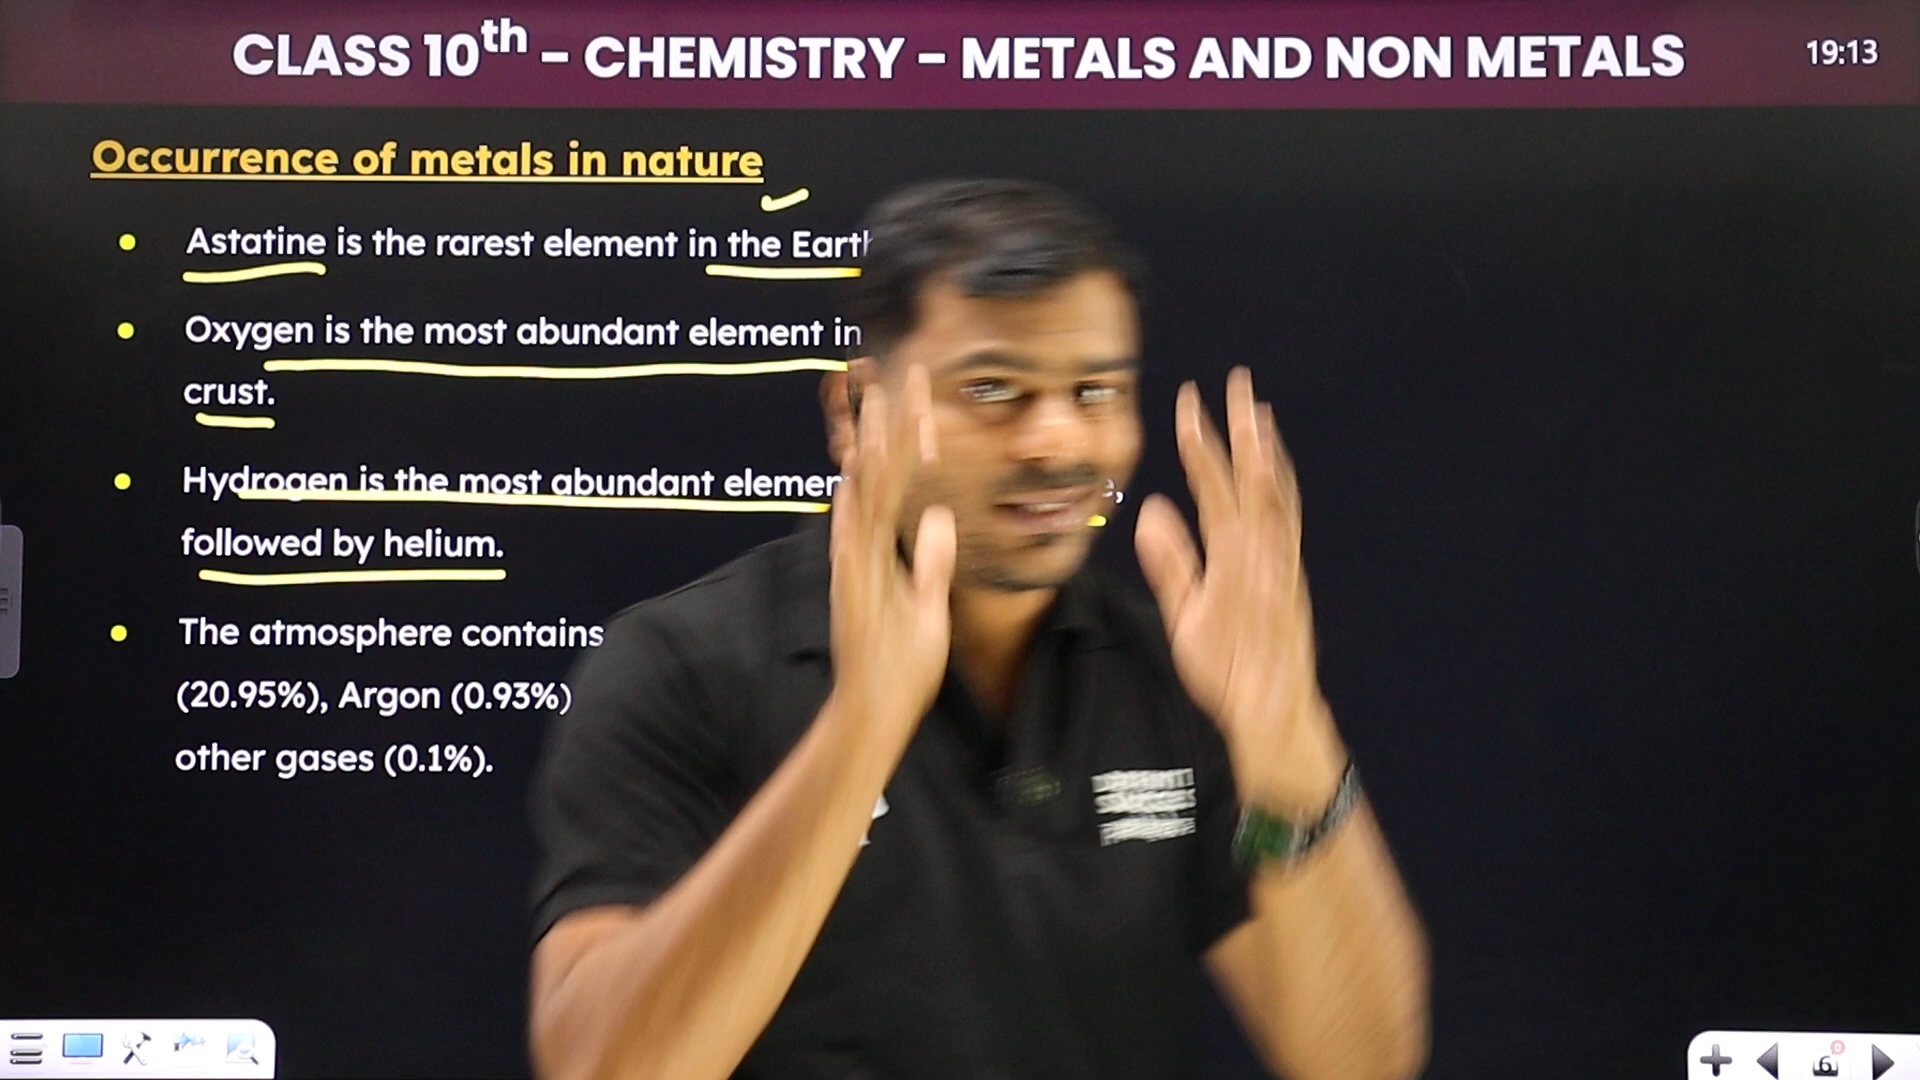 CLASS 10th - CHEMISTRY - METALS AND NON METALS
19:13
Occurrence of metals in nature
Astatine is the rarest element in the Earth
Oxygen is the most abundant element in
crust.
Hydrogen is the most abundant elemen
followed by helium.
The atmosphere contains
(20.95%), Argon (0.93%)
other gases (0.1%).
6